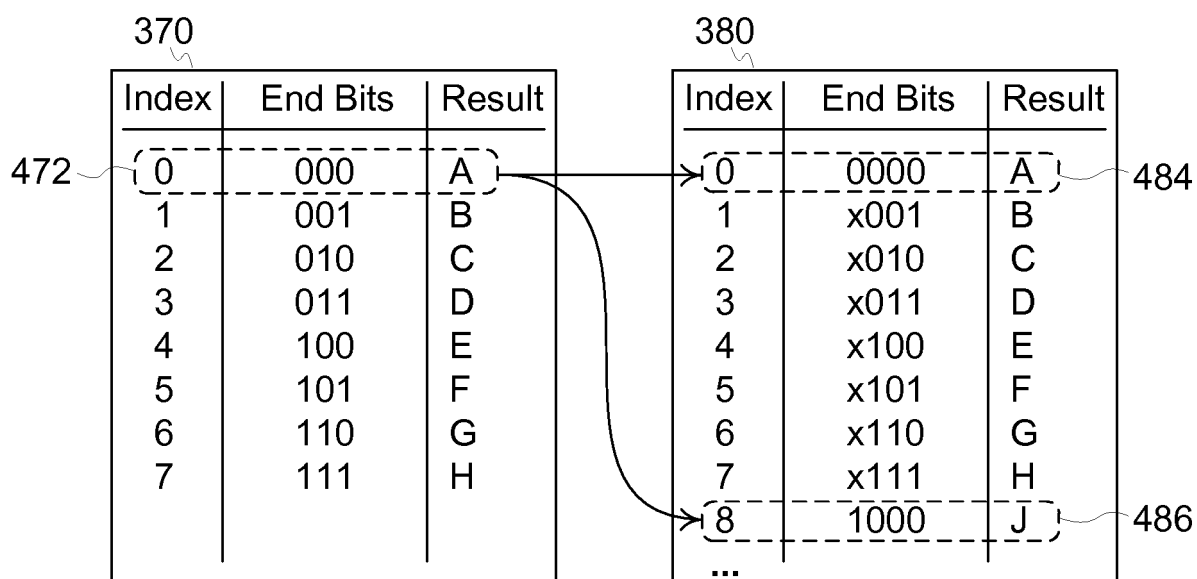 370 380
Index End Bits Result Index End Bits Result
472 0 000 A 0 0000 A 484
1 001 B 1 x001 B
2 010 C 2 x010 C
3 011 D 3 x011 D
4 100 E 4 x100 E
5 101 F 5 x101 F
6 110 G 6 x110 G
7 111 H 7 x111 H
8 1000 J 486
...